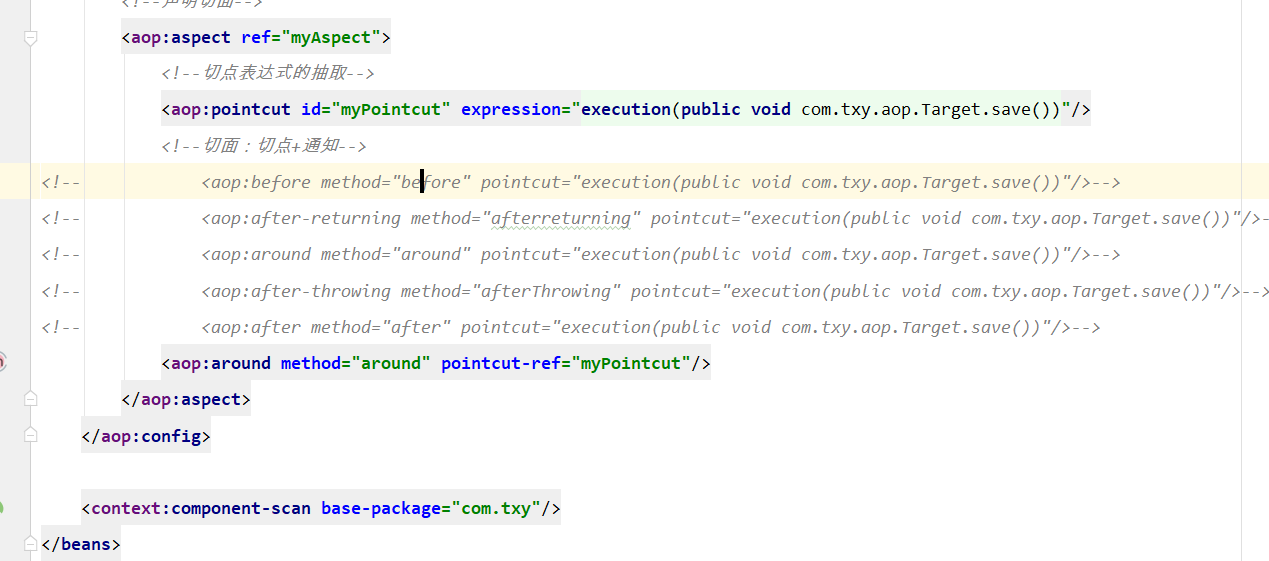 <!--声明切面-->
<aop:aspect ref="myAspect">
<!--切点表达式的抽取-->
<aop:pointcut id="myPointcut" expression="execution(public void com.txy.aop.Target.save())"/>
<!--切面：切点+通知-->
<!-- <aop:before method="before" pointcut="execution(public void com.txy.aop.Target.save())"/>-->
<!-- <aop:after-returning method="afterreturning" pointcut="execution(public void com.txy.aop.Target.save())"/>-
<!-- <aop:around method="around" pointcut="execution(public void com.txy.aop.Target.save())"/>-->
<!-- <aop:after-throwing method="afterThrowing" pointcut="execution(public void com.txy.aop.Target.save())"/>-->
<!-- <aop:after method="after" pointcut="execution(public void com.txy.aop.Target.save())"/>-->
<aop:around method="around" pointcut-ref="myPointcut"/>
</aop:aspect>
</aop:config>
<context:component-scan base-package="com.txy"/>
</beans>